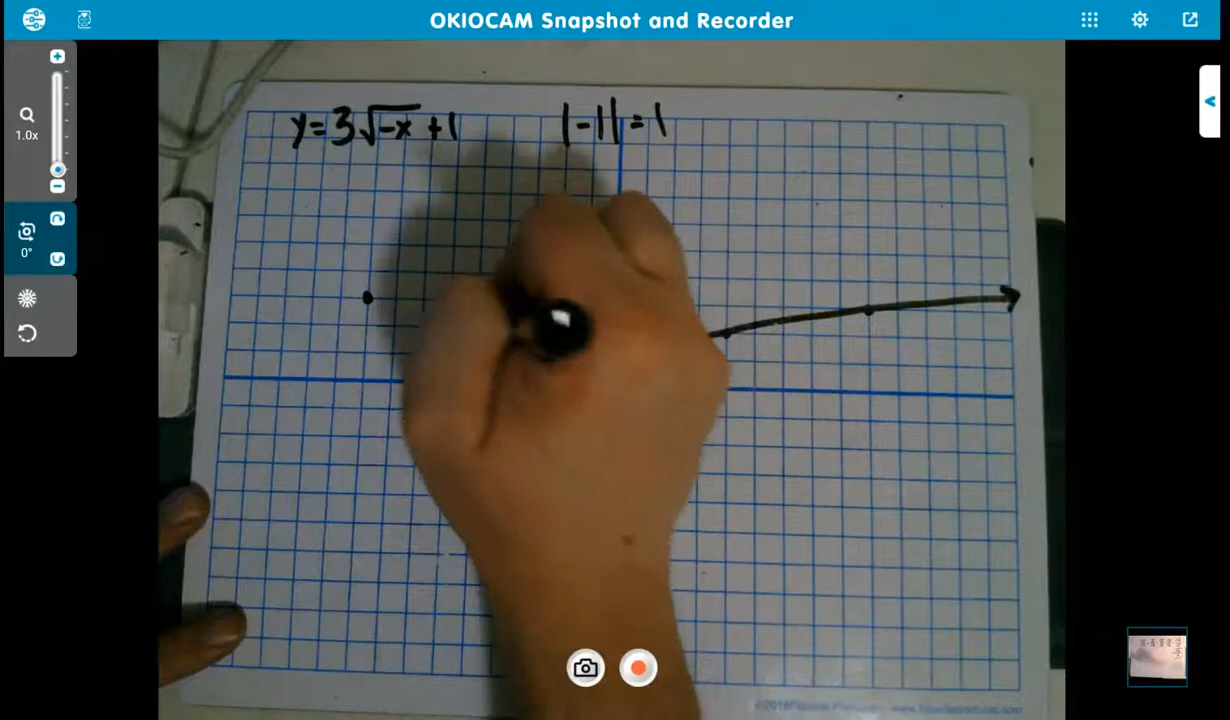 OKIOCAM Snapshot and Recorder
y=3√-x +1
|-1|=1
1.0x
0°